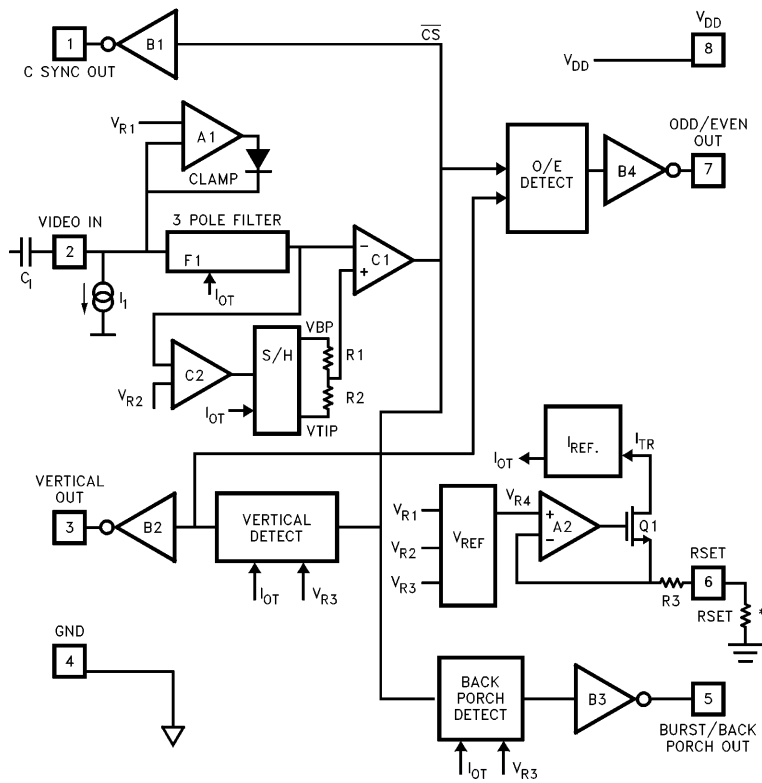 1
B1
C̅S̅
V_DD
8
V_DD
C SYNC OUT
V_R1
A1
CLAMP
O/E
DETECT
B4
ODD/EVEN
OUT
7
VIDEO IN
2
C_I
I_1
3 POLE FILTER
F1
I_OT
−
+
C1
C2
V_R2
S/H
I_OT
VBP
R1
R2
VTIP
I_REF.
I_OT
I_TR
VERTICAL
OUT
3
B2
VERTICAL
DETECT
I_OT
V_R3
V_R1
V_R2
V_R3
V_REF
V_R4
+
−
A2
Q1
R3
RSET
6
RSET
*
GND
4
BACK
PORCH
DETECT
I_OT
V_R3
B3
5
BURST/BACK
PORCH OUT